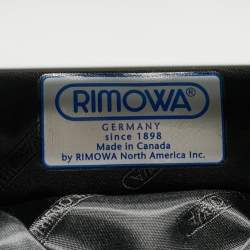 RIMOWA®
GERMANY
since 1898
Made in Canada
by RIMOWA North America Inc.